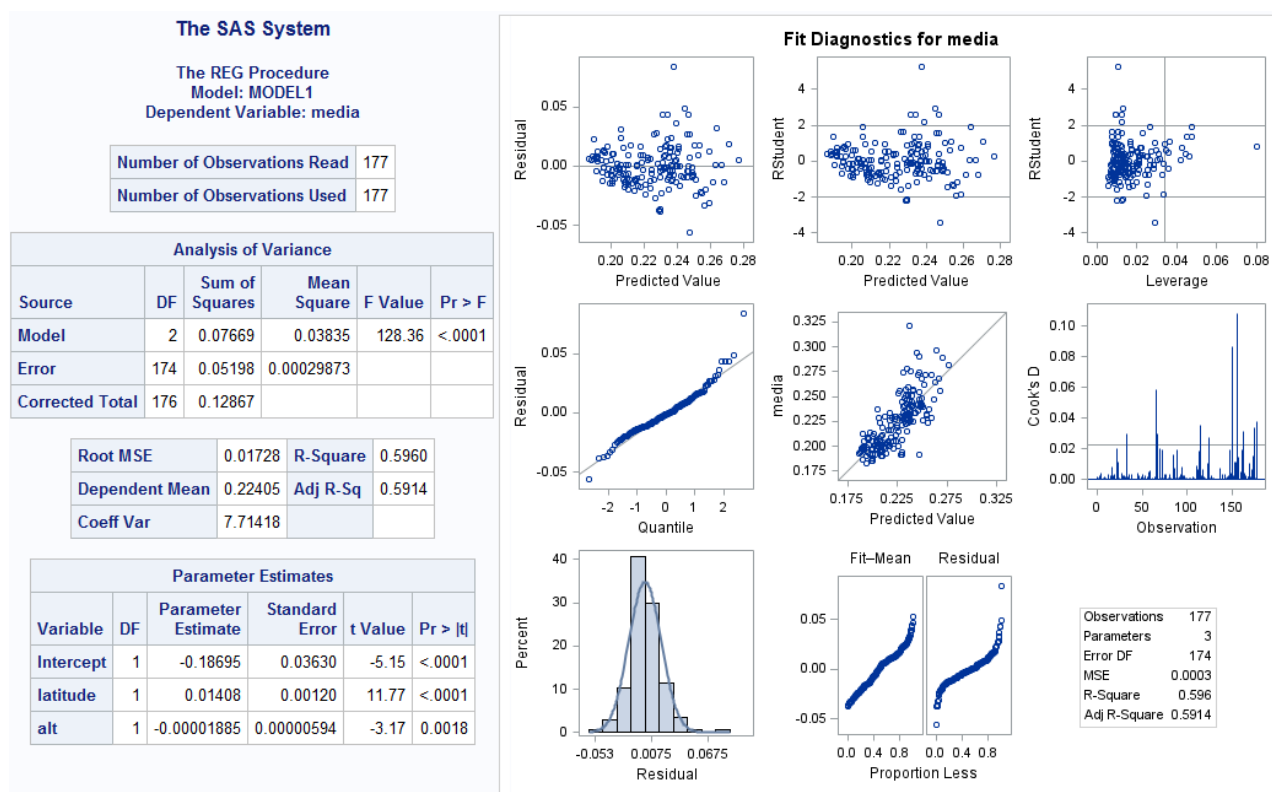 The SAS System
The REG Procedure
Model: MODEL1
Dependent Variable: media
Number of Observations Read 177
Number of Observations Used 177
Analysis of Variance
Source DF Sum of Squares Mean Square F Value Pr > F
Model 2 0.07669 0.03835 128.36 <.0001
Error 174 0.05198 0.00029873
Corrected Total 176 0.12867
Root MSE 0.01728 R-Square 0.5960
Dependent Mean 0.22405 Adj R-Sq 0.5914
Coeff Var 7.71418
Parameter Estimates
Variable DF Parameter Estimate Standard Error t Value Pr > |t|
Intercept 1 -0.18695 0.03630 -5.15 <.0001
latitude 1 0.01408 0.00120 11.77 <.0001
alt 1 -0.00001885 0.00000594 -3.17 0.0018
Fit Diagnostics for media
Residual
0.05
0.00
-0.05
0.20 0.22 0.24 0.26 0.28
Predicted Value
RStudent
4
2
0
-2
-4
0.20 0.22 0.24 0.26 0.28
Predicted Value
RStudent
4
2
0
-2
-4
0.00 0.02 0.04 0.06 0.08
Leverage
Residual
0.05
0.00
-0.05
-2 -1 0 1 2
Quantile
media
0.325
0.300
0.275
0.250
0.225
0.200
0.175
0.175 0.225 0.275 0.325
Predicted Value
Cook's D
0.10
0.08
0.06
0.04
0.02
0.00
0 50 100 150
Observation
Percent
40
30
20
10
0
-0.053 0.0075 0.0675
Residual
Fit–Mean Residual
0.05
0.00
-0.05
0.0 0.4 0.8 0.0 0.4 0.8
Proportion Less
Observations 177
Parameters 3
Error DF 174
MSE 0.0003
R-Square 0.596
Adj R-Square 0.5914